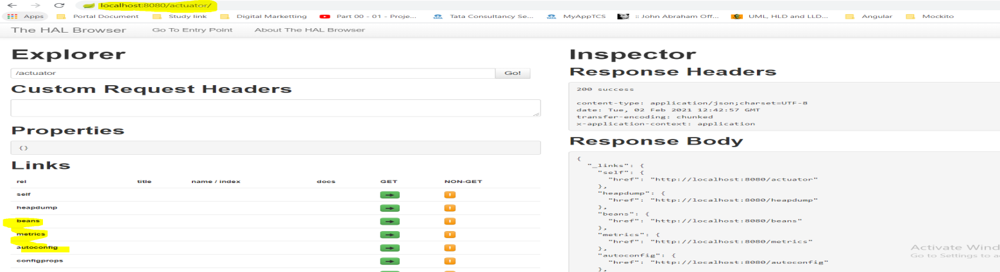 localhost:8080/actuator/
Apps Portal Document Study link Digital Marketting Part 00 - 01 - Proje... Tata Consultancy Se... MyAppTCS :: John Abraham Off... UML, HLD and LLD... Angular Mockito
The HAL Browser Go To Entry Point About The HAL Browser
Explorer
/actuator Go!
Custom Request Headers
Properties
{}
Links
rel title name / index docs GET NON-GET
self
heapdump
beans
metrics
autoconfig
configprops
Inspector
Response Headers
200 success
content-type: application/json;charset=UTF-8
date: Tue, 02 Feb 2021 12:42:57 GMT
transfer-encoding: chunked
x-application-context: application
Response Body
{
"_links": {
"self": {
"href": "http://localhost:8080/actuator"
},
"heapdump": {
"href": "http://localhost:8080/heapdump"
},
"beans": {
"href": "http://localhost:8080/beans"
},
"metrics": {
"href": "http://localhost:8080/metrics"
},
"autoconfig": {
"href": "http://localhost:8080/autoconfig"
},
Activate Wind
Go to Settings to a